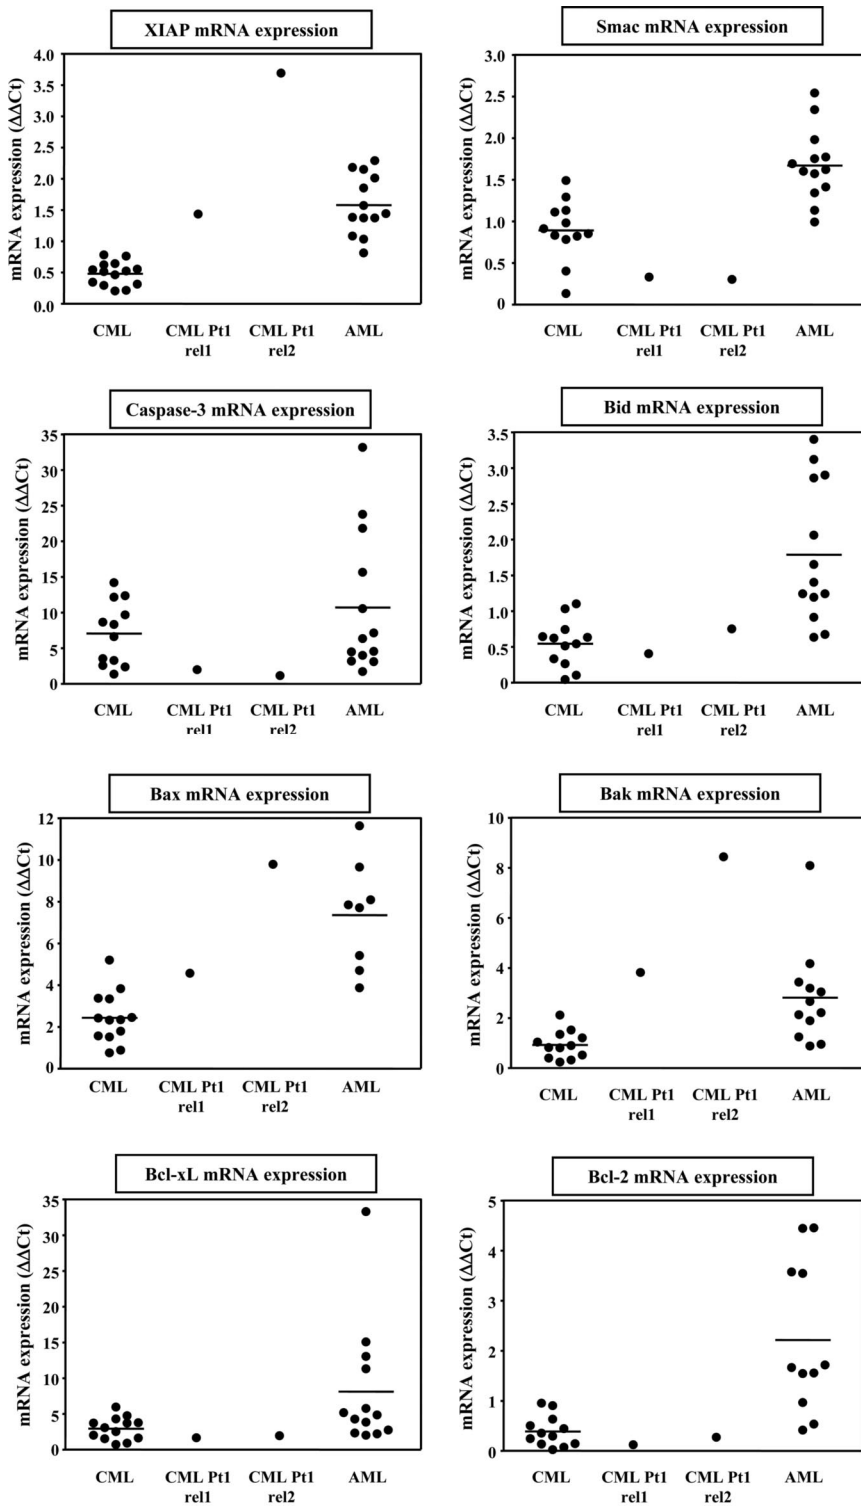 XIAP mRNA expression
mRNA expression (ΔΔCt)
4.0
3.5
3.0
2.5
2.0
1.5
1.0
0.5
0.0
CML
CML Pt1
rel1
CML Pt1
rel2
AML
Smac mRNA expression
mRNA expression (ΔΔCt)
3.0
2.5
2.0
1.5
1.0
0.5
0
CML
CML Pt1
rel1
CML Pt1
rel2
AML
Caspase-3 mRNA expression
mRNA expression (ΔΔCt)
35
30
25
20
15
10
5
0
CML
CML Pt1
rel1
CML Pt1
rel2
AML
Bid mRNA expression
mRNA expression (ΔΔCt)
3.5
3.0
2.5
2.0
1.5
1.0
0.5
0
CML
CML Pt1
rel1
CML Pt1
rel2
AML
Bax mRNA expression
mRNA expression (ΔΔCt)
12
10
8
6
4
2
0
CML
CML Pt1
rel1
CML Pt1
rel2
AML
Bak mRNA expression
mRNA expression (ΔΔCt)
10
8
6
4
2
0
CML
CML Pt1
rel1
CML Pt1
rel2
AML
Bcl-xL mRNA expression
mRNA expression (ΔΔCt)
35
30
25
20
15
10
5
0
CML
CML Pt1
rel1
CML Pt1
rel2
AML
Bcl-2 mRNA expression
mRNA expression (ΔΔCt)
5
4
3
2
1
0
CML
CML Pt1
rel1
CML Pt1
rel2
AML